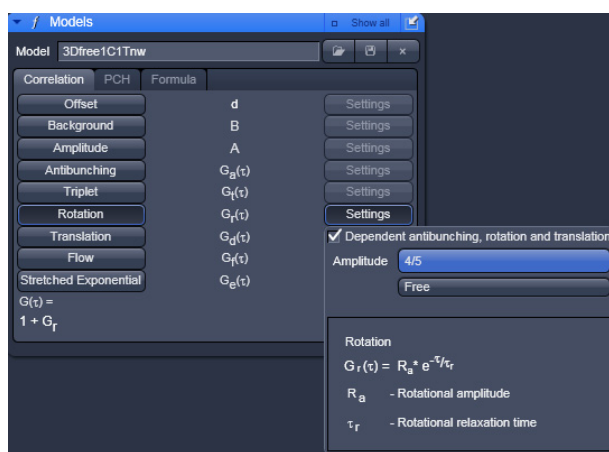 f Models Show all
Model 3Dfree1C1Tnw
Correlation PCH Formula
Offset d Settings
Background B Settings
Amplitude A Settings
Antibunching Ga(τ) Settings
Triplet Gt(τ) Settings
Rotation Gr(τ) Settings
Translation Gd(τ)
Flow Gf(τ)
Stretched Exponential Ge(τ)
G(τ) =
1 + Gr
Dependent antibunching, rotation and translation
Amplitude 4/5
Free
Rotation
Gr(τ) = Ra* e-τ/τr
Ra - Rotational amplitude
τr - Rotational relaxation time